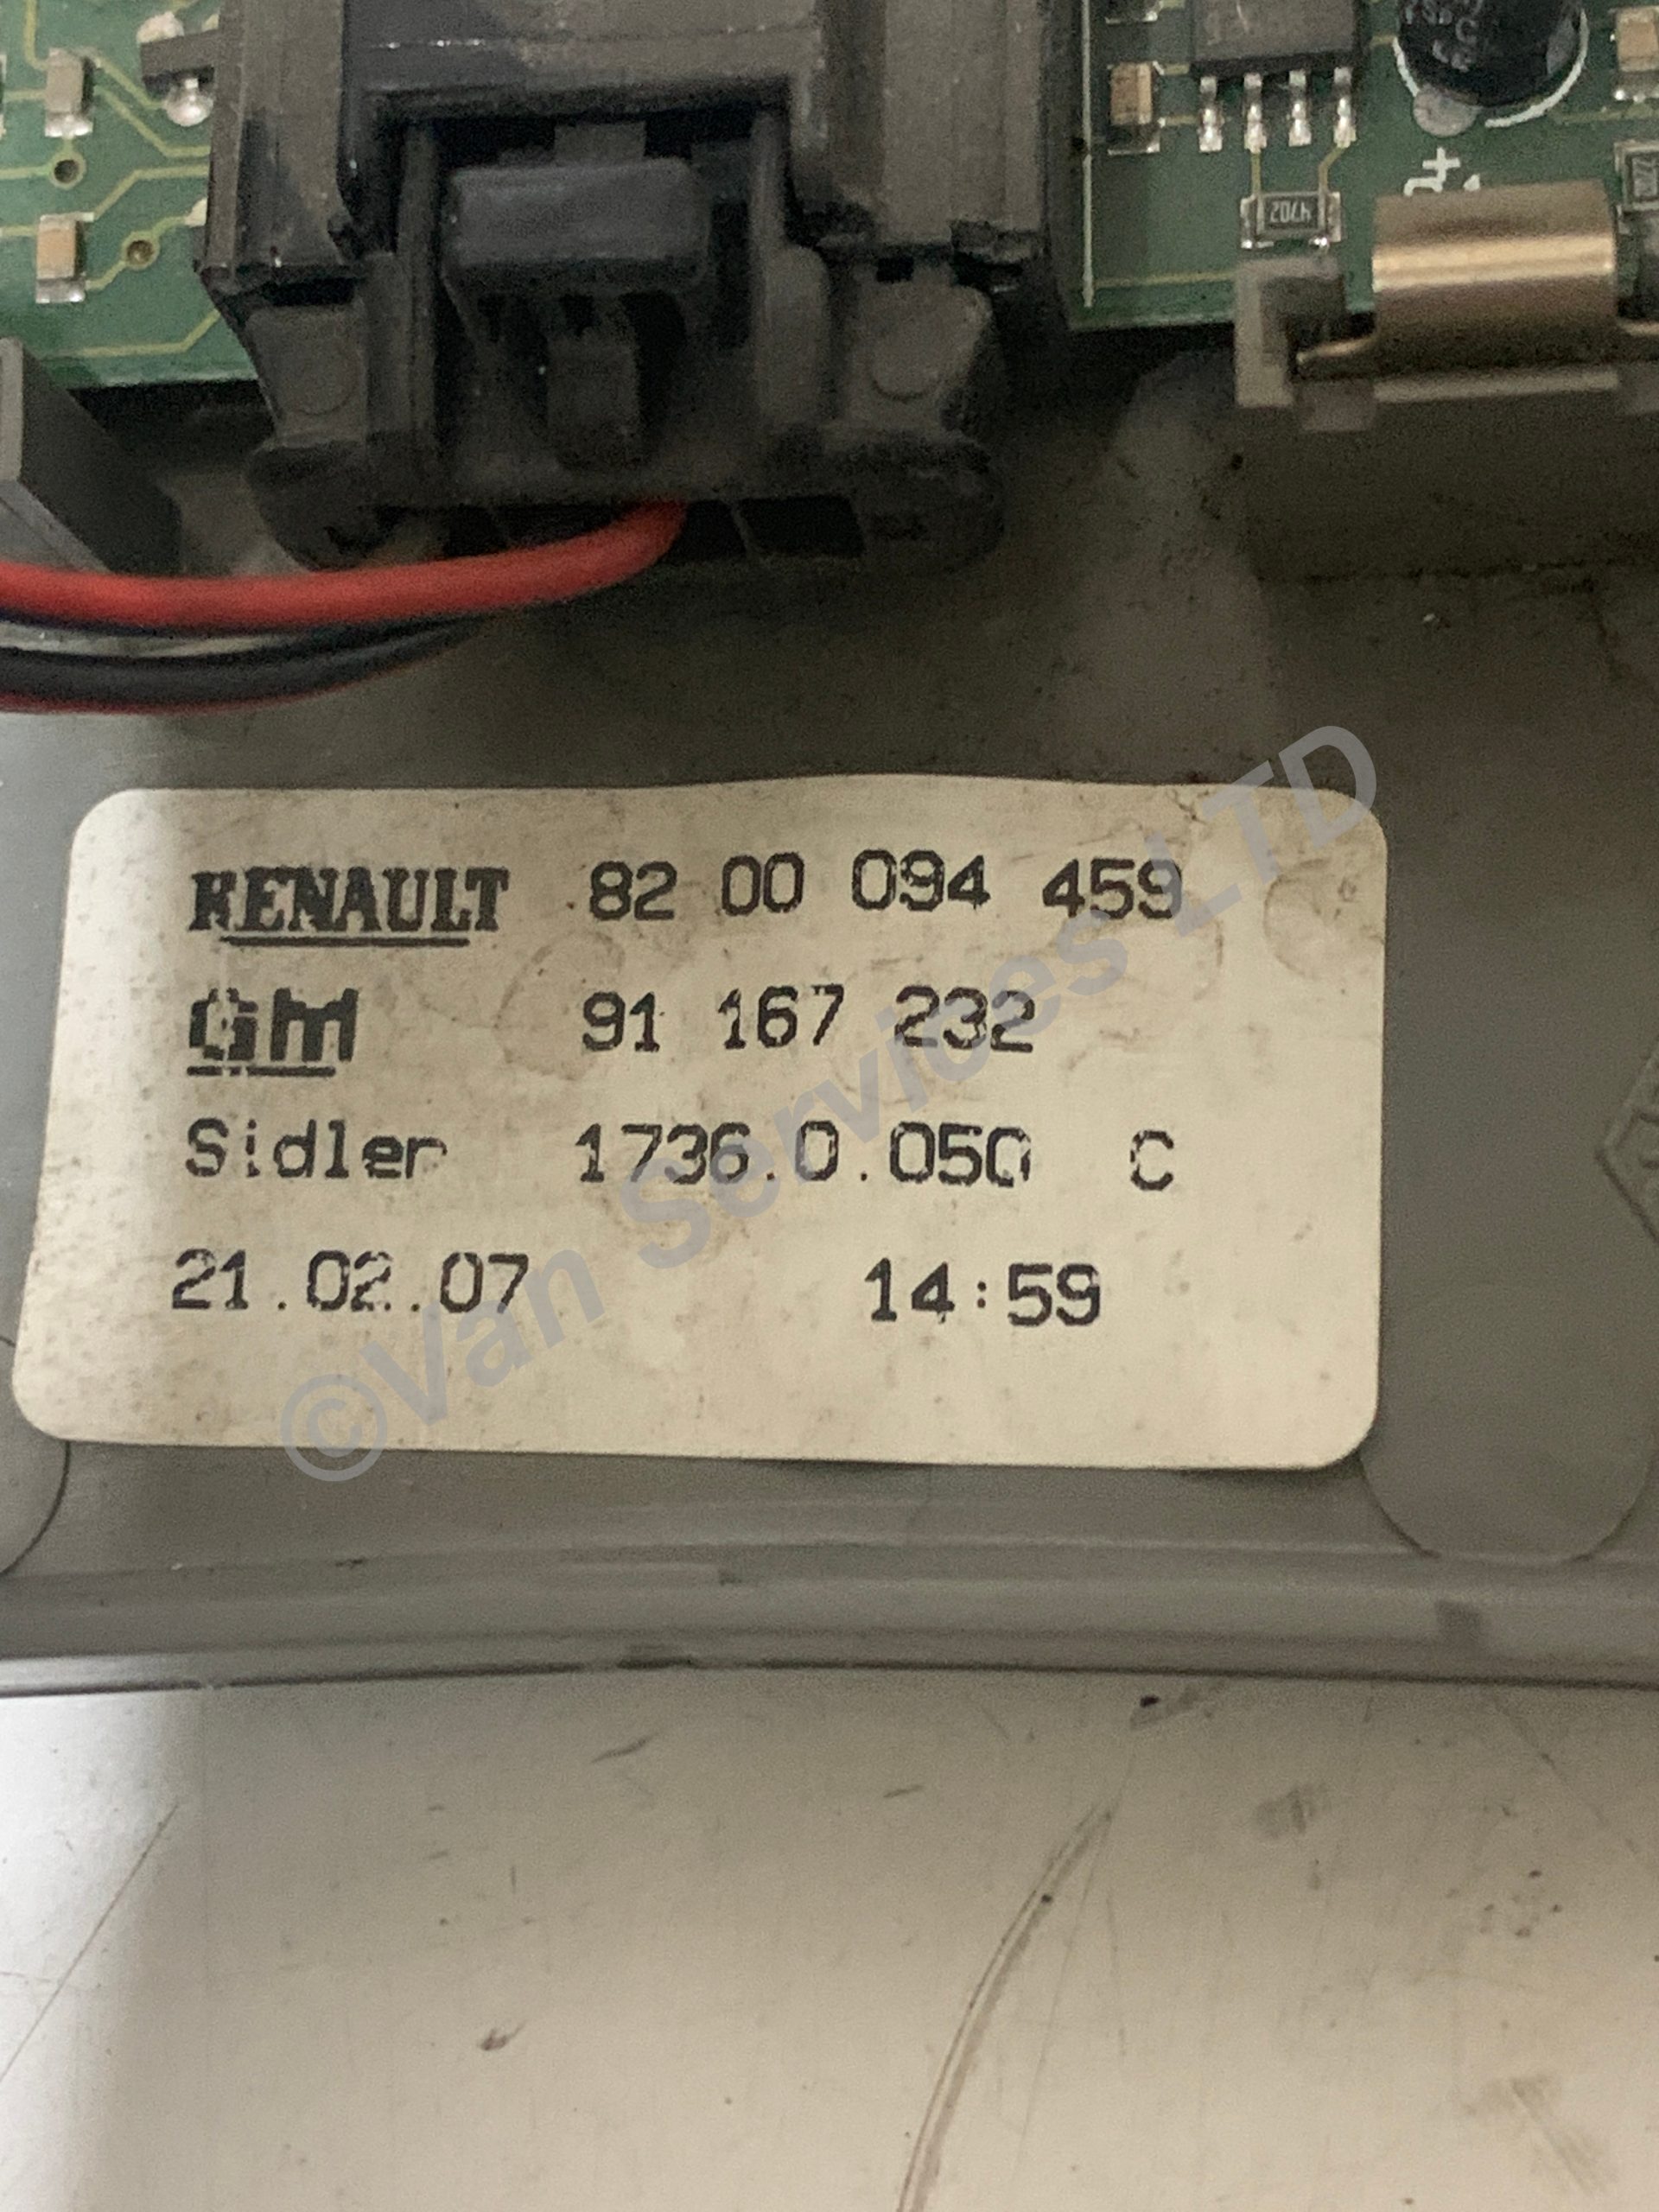 4702
RENAULT 82 00 094 459
GM 91 167 232
Sidler 1736.0.050 C
21.02.07 14:59
©Van Services LTD